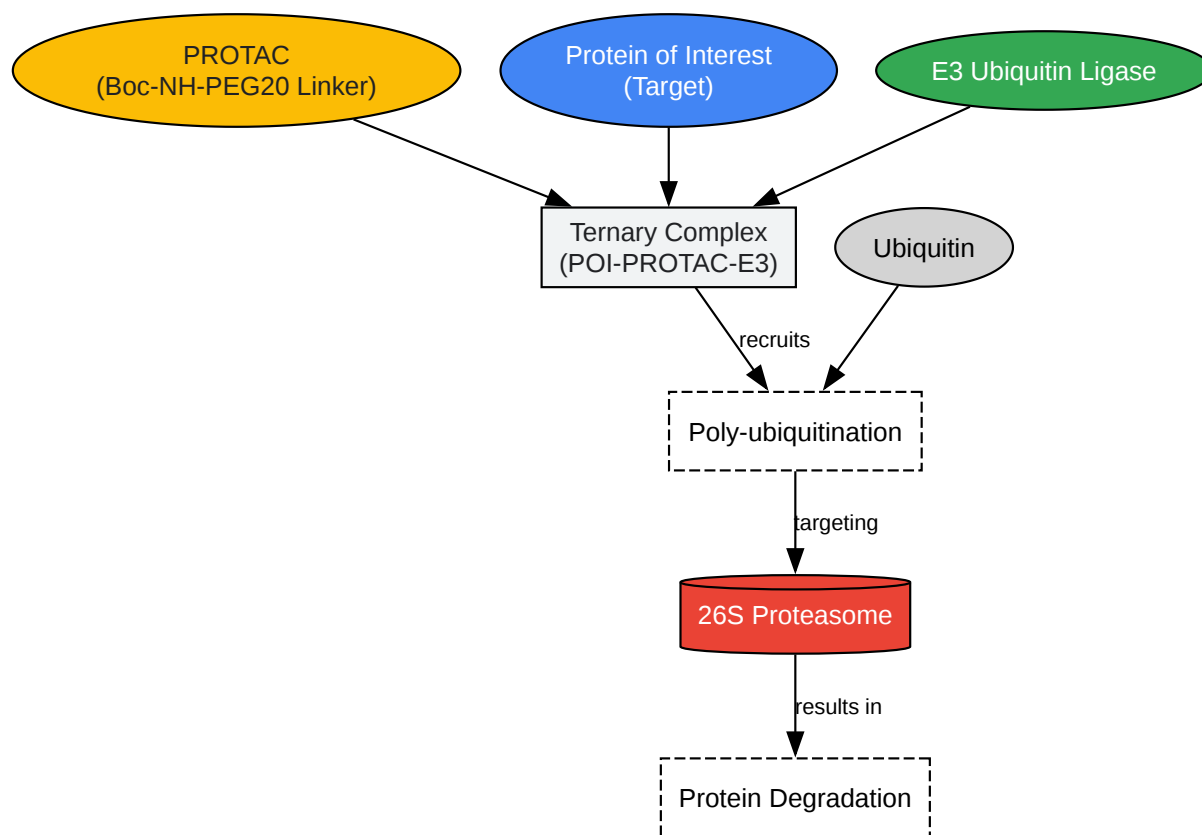 PROTAC
(Boc-NH-PEG20 Linker)
Protein of Interest
(Target)
E3 Ubiquitin Ligase
Ternary Complex
(POI-PROTAC-E3)
Ubiquitin
recruits
Poly-ubiquitination
targeting
26S Proteasome
results in
Protein Degradation